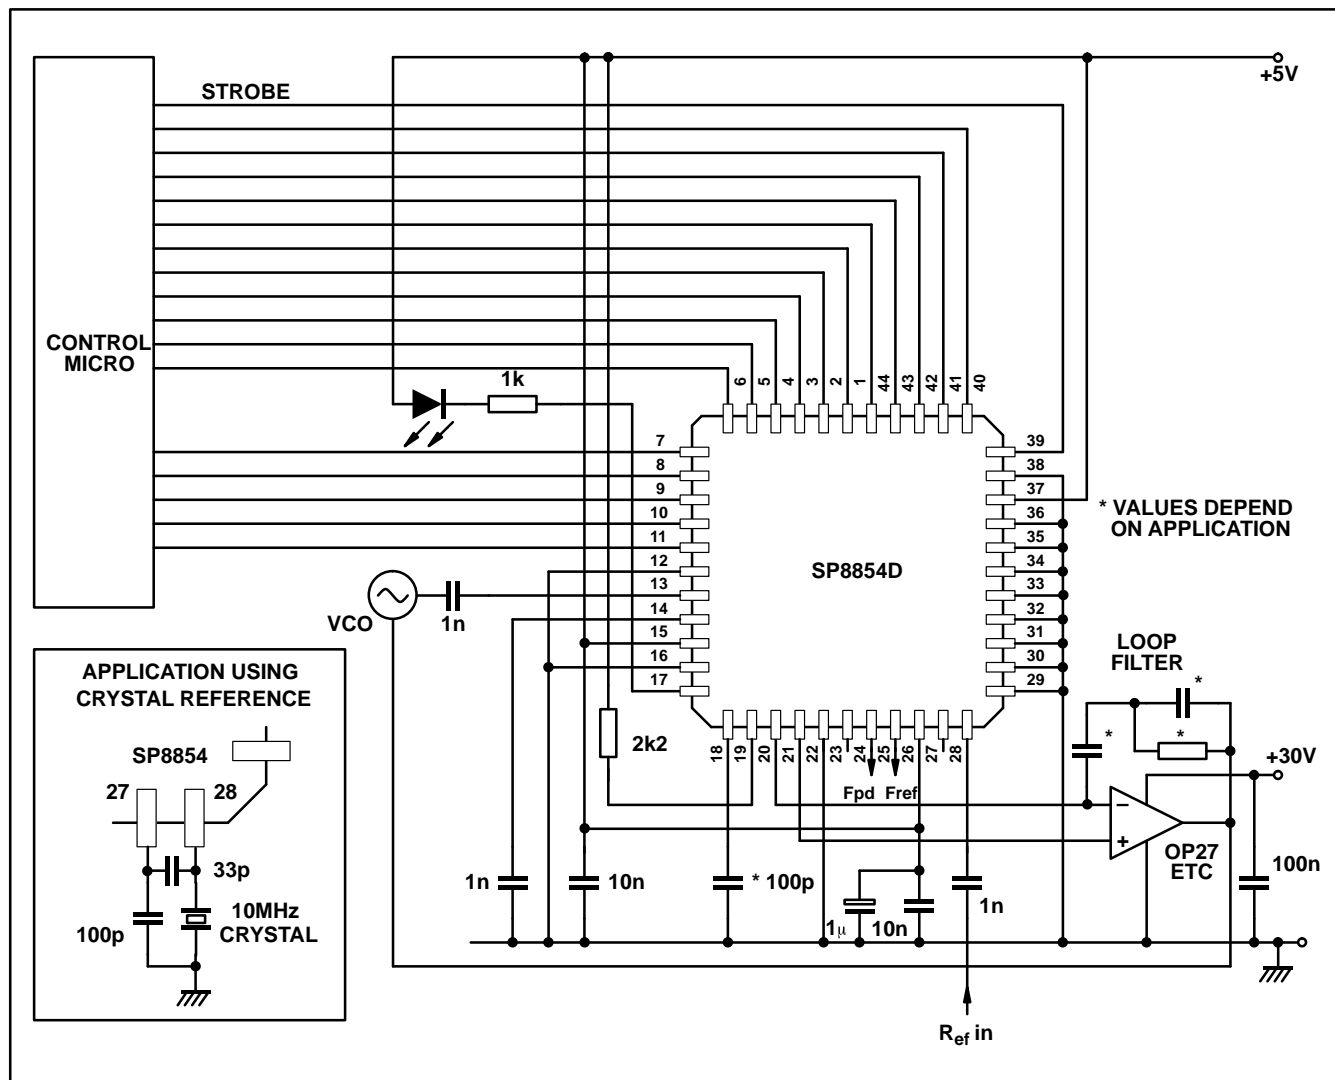 +5V
STROBE
CONTROL
MICRO
1k
6 5 4 3 2 1 44 43 42 41 40
7
8
9
10
11
12
13
14
15
16
17
39
38
37
36
35
34
33
32
31
30
29
* VALUES DEPEND
ON APPLICATION
SP8854D
VCO
1n
18 19 20 21 22 23 24 25 26 27 28
2k2
Fpd Fref
LOOP
FILTER
*
*
*
+30V
−
+
OP27
ETC
100n
1n
10n
* 100p
1µ
10n
1n
Ref in
APPLICATION USING
CRYSTAL REFERENCE
SP8854
27
28
33p
100p
10MHz
CRYSTAL